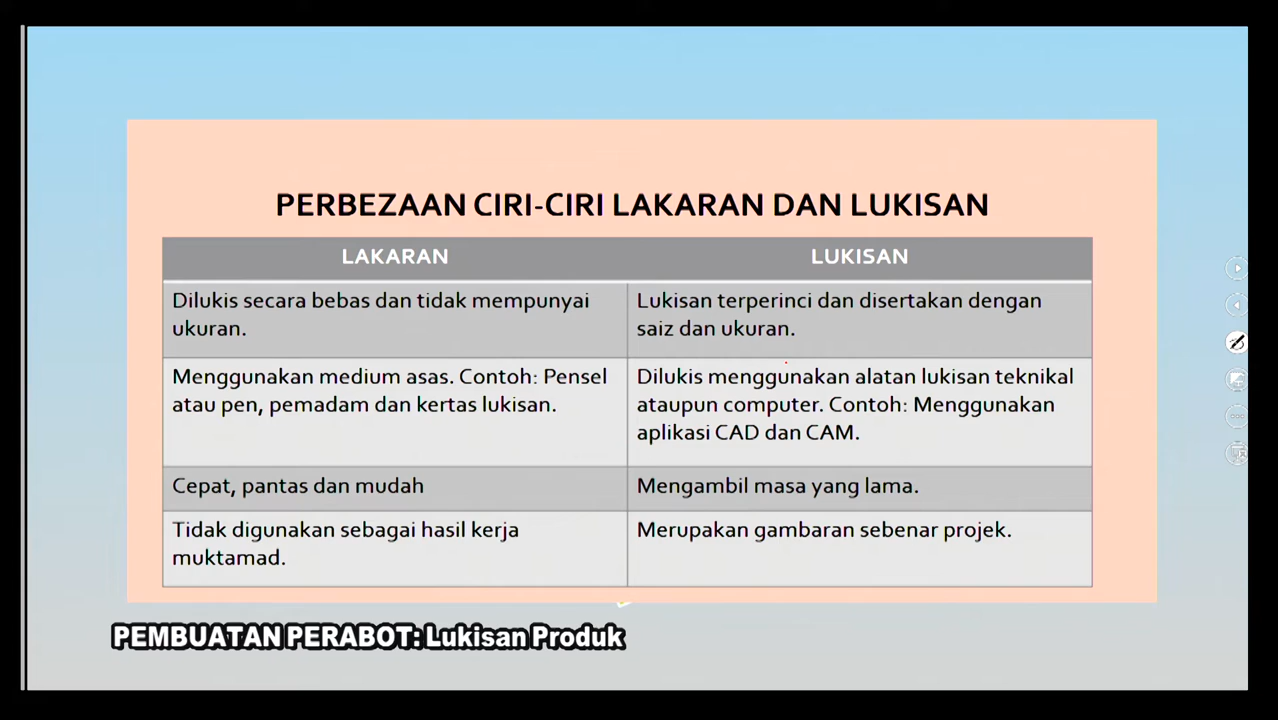 PERBEZAAN CIRI-CIRI LAKARAN DAN LUKISAN
LAKARAN
LUKISAN
Dilukis secara bebas dan tidak mempunyai
ukuran.
Lukisan terperinci dan disertakan dengan
saiz dan ukuran.
Menggunakan medium asas. Contoh: Pensel
atau pen, pemadam dan kertas lukisan.
Dilukis menggunakan alatan lukisan teknikal
ataupun computer. Contoh: Menggunakan
aplikasi CAD dan CAM.
Cepat, pantas dan mudah
Mengambil masa yang lama.
Tidak digunakan sebagai hasil kerja
muktamad.
Merupakan gambaran sebenar projek.
PEMBUATAN PERABOT: Lukisan Produk